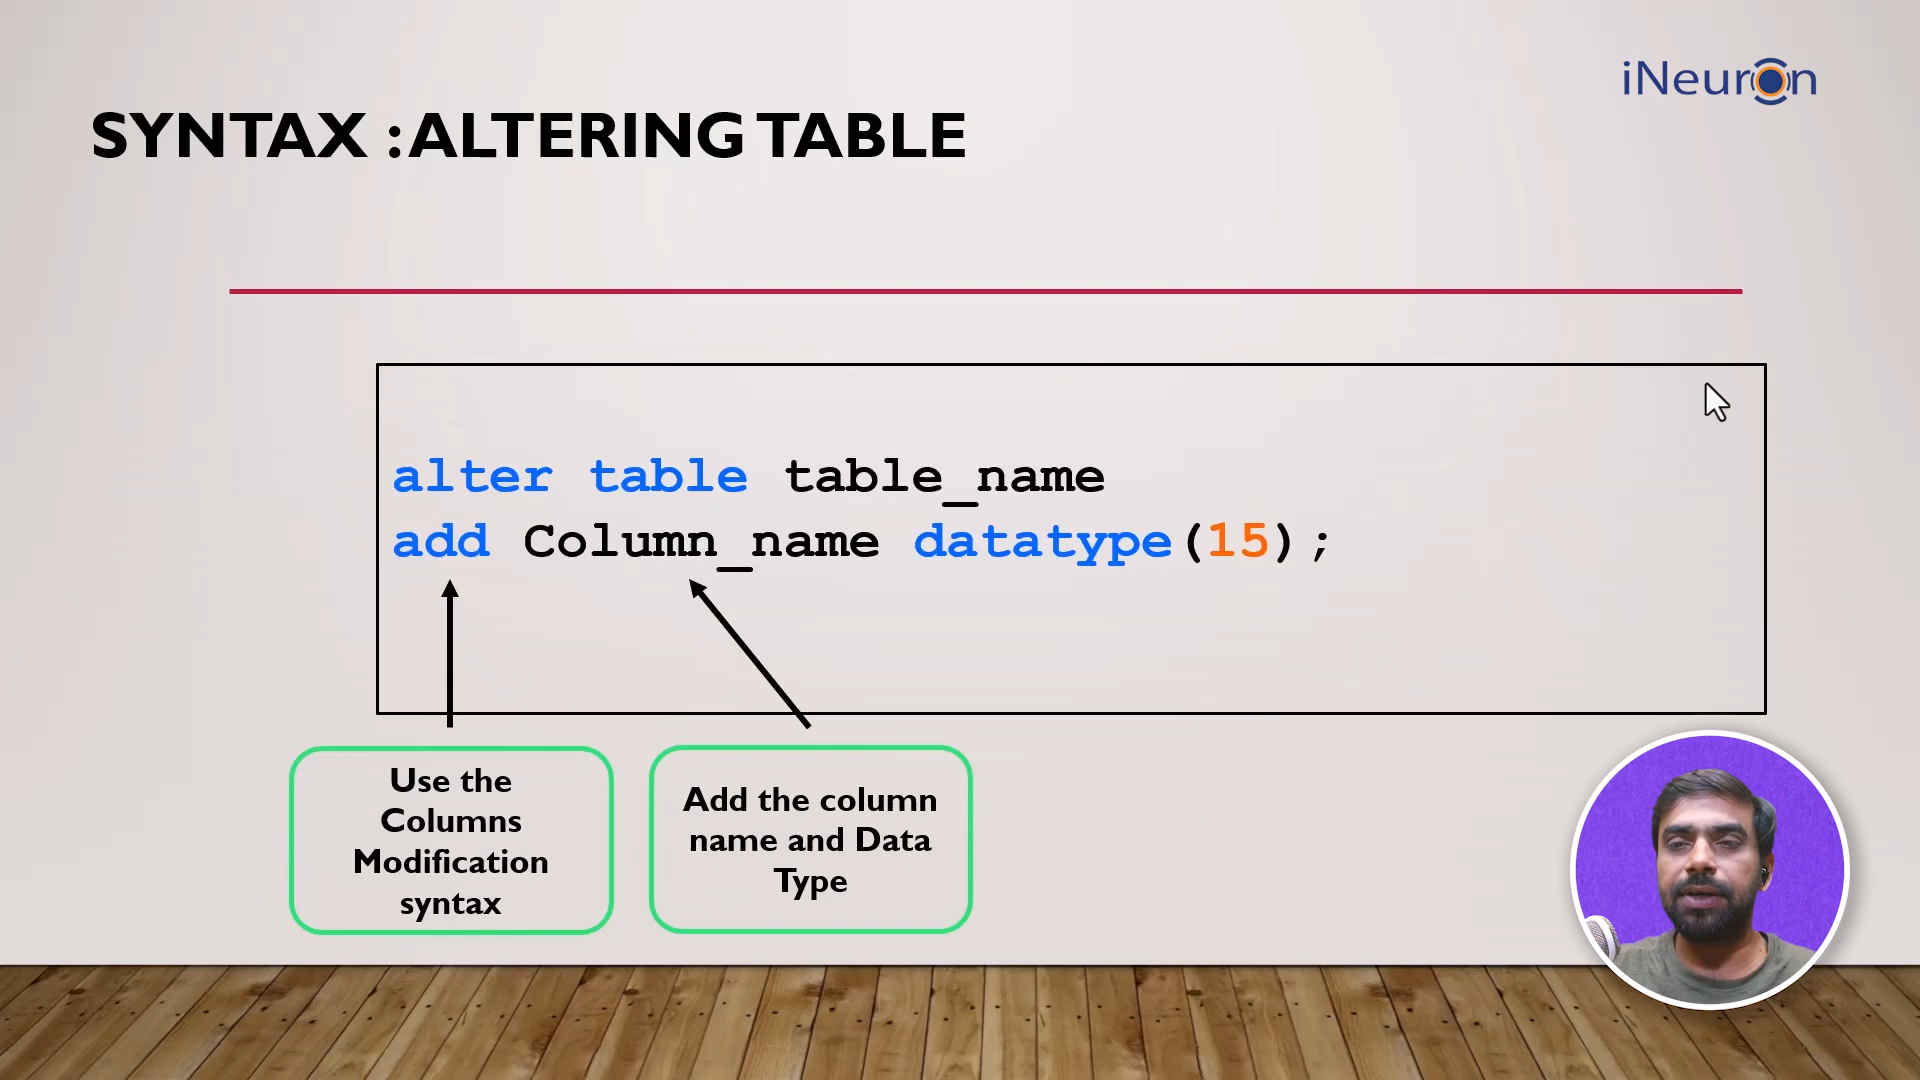 iNeuron
SYNTAX :ALTERING TABLE
alter table table_name
add Column_name datatype(15);
Use the
Columns
Modification
syntax
Add the column
name and Data
Type